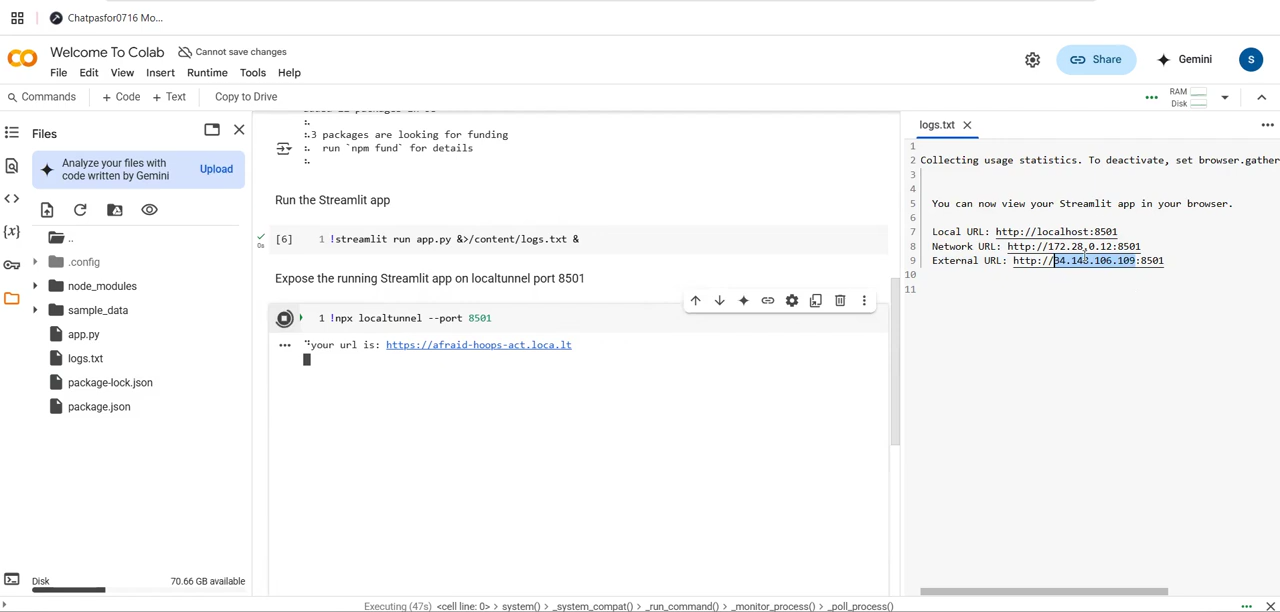 Chatpasfor0716 Mo...
Welcome To Colab
Cannot save changes
File Edit View Insert Runtime Tools Help
Share
Gemini
S
Commands + Code + Text Copy to Drive
RAM
Disk
Files
Analyze your files with
code written by Gemini
Upload
..
.config
node_modules
sample_data
app.py
logs.txt
package-lock.json
package.json
Disk
70.66 GB available
3 packages are looking for funding
run `npm fund` for details
Run the Streamlit app
[6] 1 !streamlit run app.py &>/content/logs.txt &
0s
Expose the running Streamlit app on localtunnel port 8501
1 !npx localtunnel --port 8501
your url is: https://afraid-hoops-act.loca.lt
logs.txt
1
2 Collecting usage statistics. To deactivate, set browser.gather
3
4
5 You can now view your Streamlit app in your browser.
6
7 Local URL: http://localhost:8501
8 Network URL: http://172.28.0.12:8501
9 External URL: http://34.148.106.109:8501
10
11
Executing (47s) <cell line: 0> > system() > _system_compat() > _run_command() > _monitor_process() > _poll_process()